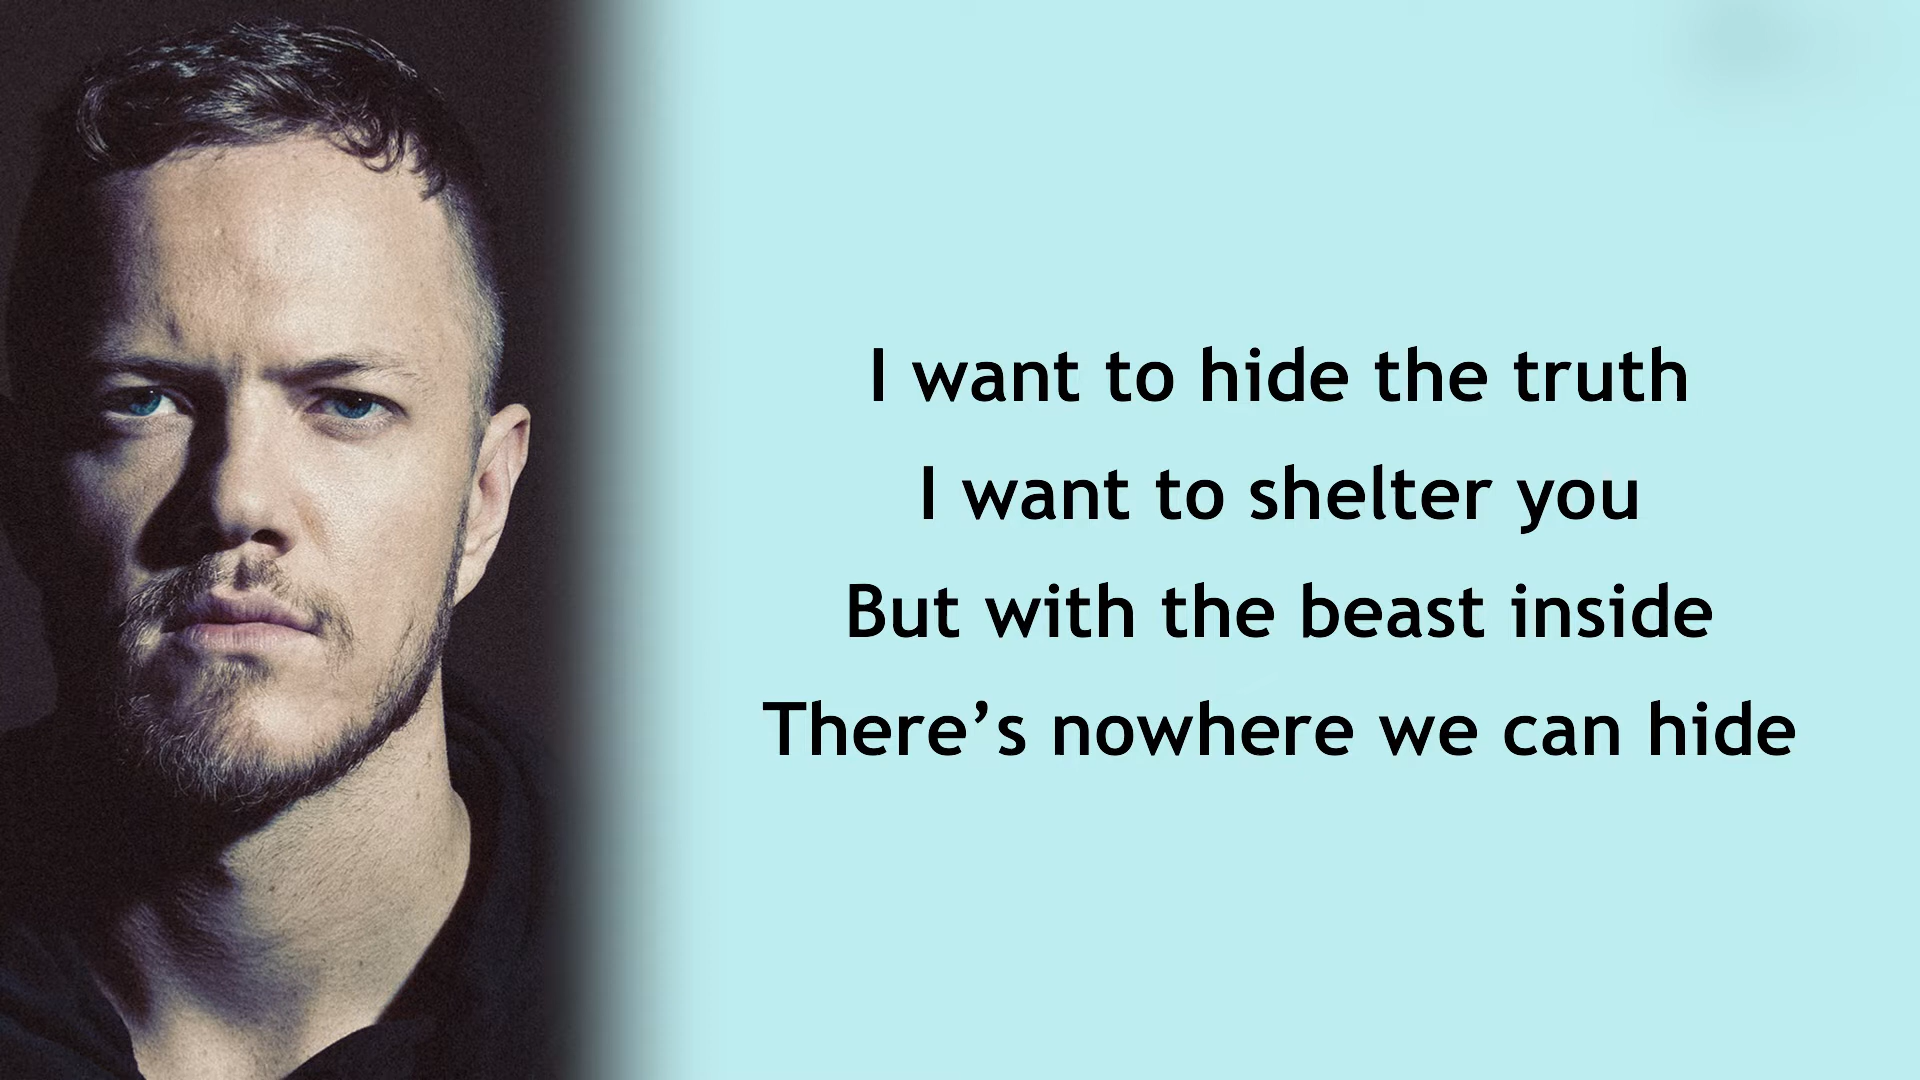 I want to hide the truth
I want to shelter you
But with the beast inside
There’s nowhere we can hide